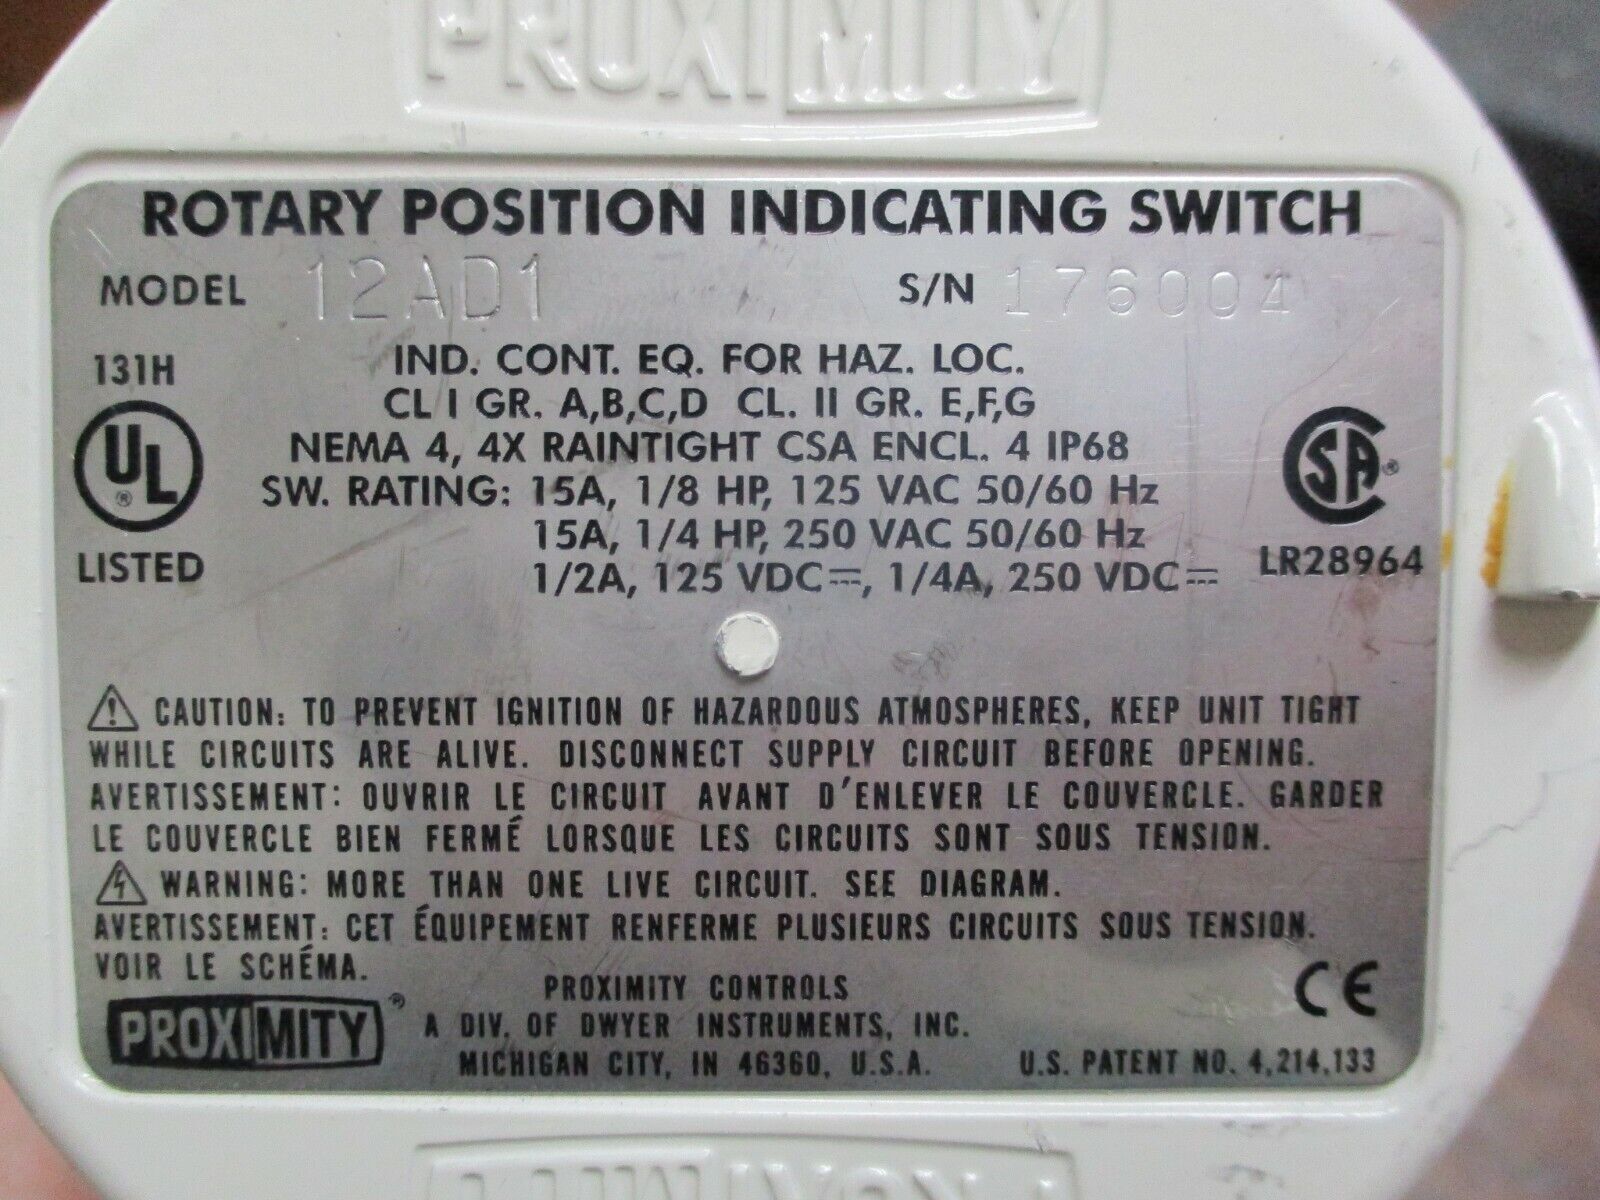 PROXIMITY
ROTARY POSITION INDICATING SWITCH
MODEL 12AD1 S/N 176004
131H
UL
®
LISTED
IND. CONT. EQ. FOR HAZ. LOC.
CL I GR. A,B,C,D CL. II GR. E,F,G
NEMA 4, 4X RAINTIGHT CSA ENCL. 4 IP68
SW. RATING: 15A, 1/8 HP, 125 VAC 50/60 Hz
15A, 1/4 HP, 250 VAC 50/60 Hz
1/2A, 125 VDC⎓, 1/4A, 250 VDC⎓
CSA®
LR28964
⚠ CAUTION: TO PREVENT IGNITION OF HAZARDOUS ATMOSPHERES, KEEP UNIT TIGHT
WHILE CIRCUITS ARE ALIVE. DISCONNECT SUPPLY CIRCUIT BEFORE OPENING.
AVERTISSEMENT: OUVRIR LE CIRCUIT AVANT D'ENLEVER LE COUVERCLE. GARDER
LE COUVERCLE BIEN FERMÉ LORSQUE LES CIRCUITS SONT SOUS TENSION.
WARNING: MORE THAN ONE LIVE CIRCUIT. SEE DIAGRAM.
AVERTISSEMENT: CET ÉQUIPEMENT RENFERME PLUSIEURS CIRCUITS SOUS TENSION.
VOIR LE SCHÉMA.
PROXIMITY®
PROXIMITY CONTROLS
A DIV. OF DWYER INSTRUMENTS, INC.
MICHIGAN CITY, IN 46360, U.S.A.
CE
U.S. PATENT NO. 4,214,133
PROXIMITY